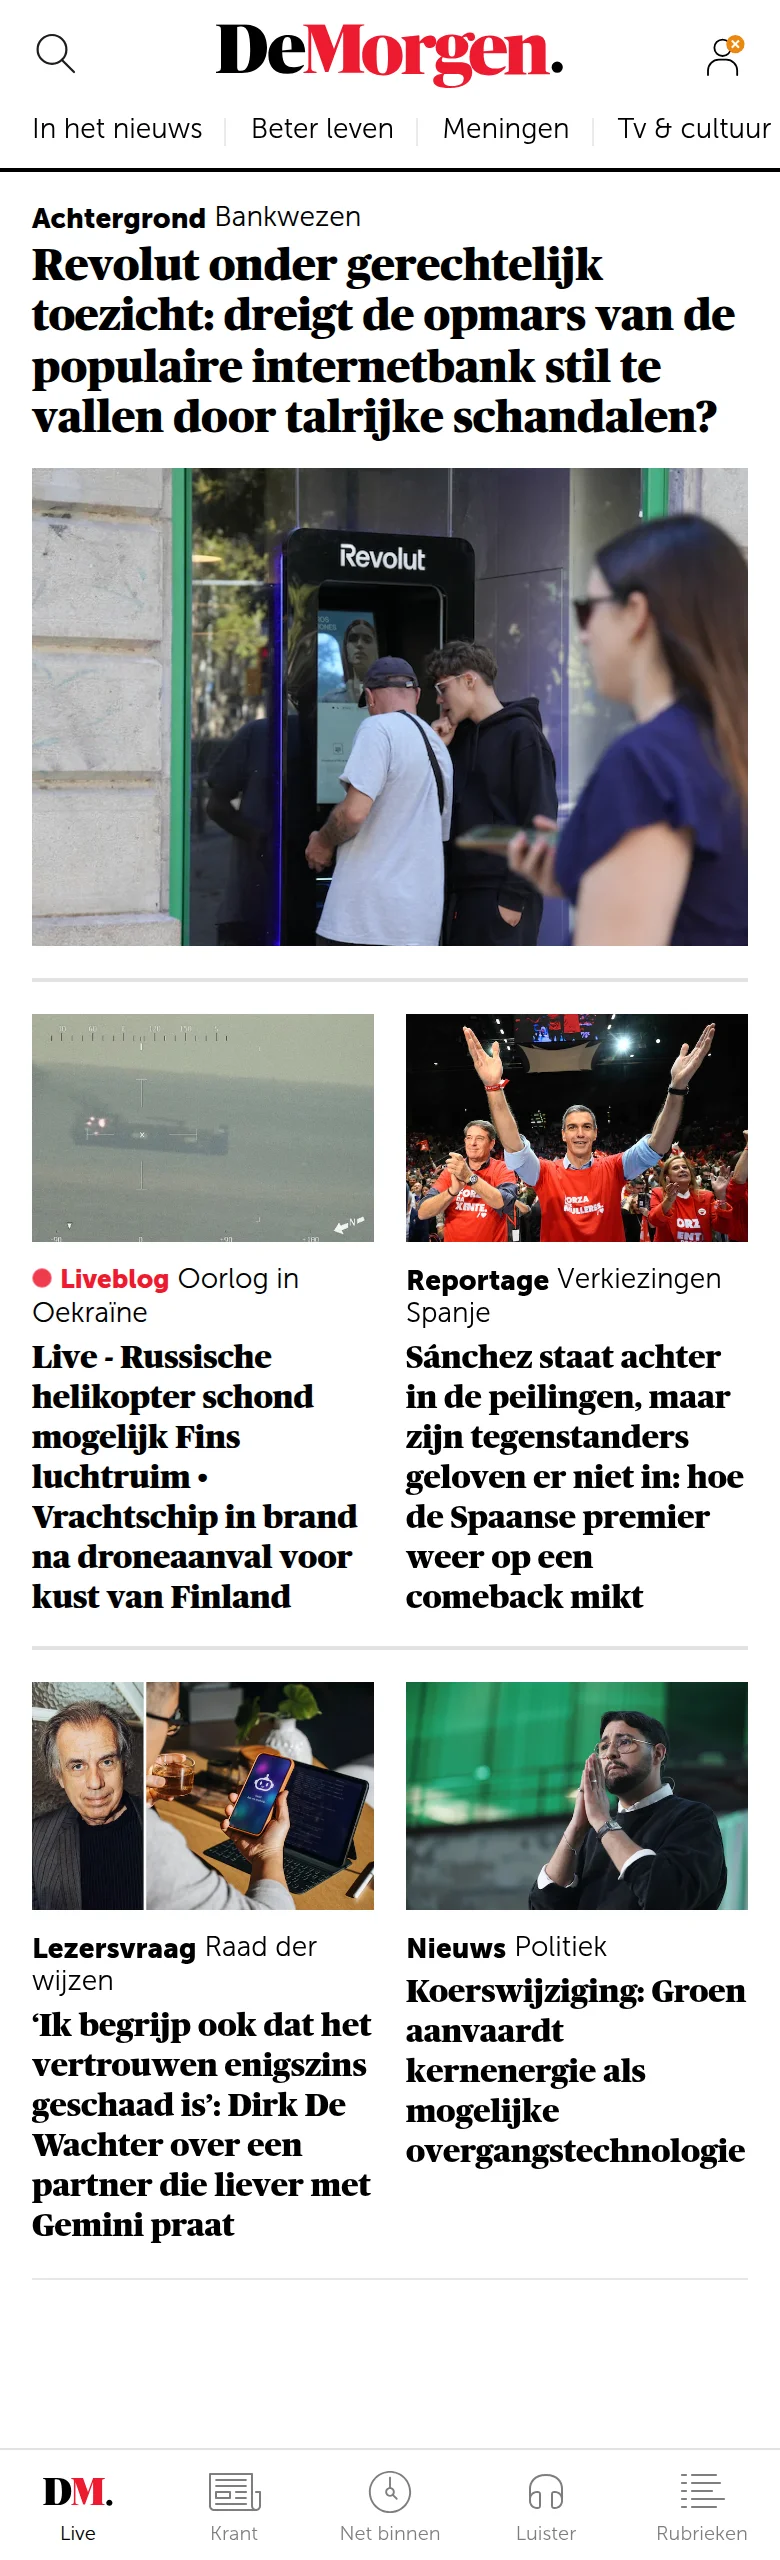 DeMorgen.
In het nieuws
Beter leven
Meningen
Tv & cultuur
Achtergrond Bankwezen
Revolut onder gerechtelijk
toezicht: dreigt de opmars van de
populaire internetbank stil te
vallen door talrijke schandalen?
Revolut
● Liveblog Oorlog in
Oekraïne
Live - Russische
helikopter schond
mogelijk Fins
luchtruim •
Vrachtschip in brand
na droneaanval voor
kust van Finland
Reportage Verkiezingen
Spanje
Sánchez staat achter
in de peilingen, maar
zijn tegenstanders
geloven er niet in: hoe
de Spaanse premier
weer op een
comeback mikt
Lezersvraag Raad der
wijzen
‘Ik begrijp ook dat het
vertrouwen enigszins
geschaad is’: Dirk De
Wachter over een
partner die liever met
Gemini praat
Nieuws Politiek
Koerswijziging: Groen
aanvaardt
kernenergie als
mogelijke
overgangstechnologie
DM.
Live
Krant
Net binnen
Luister
Rubrieken